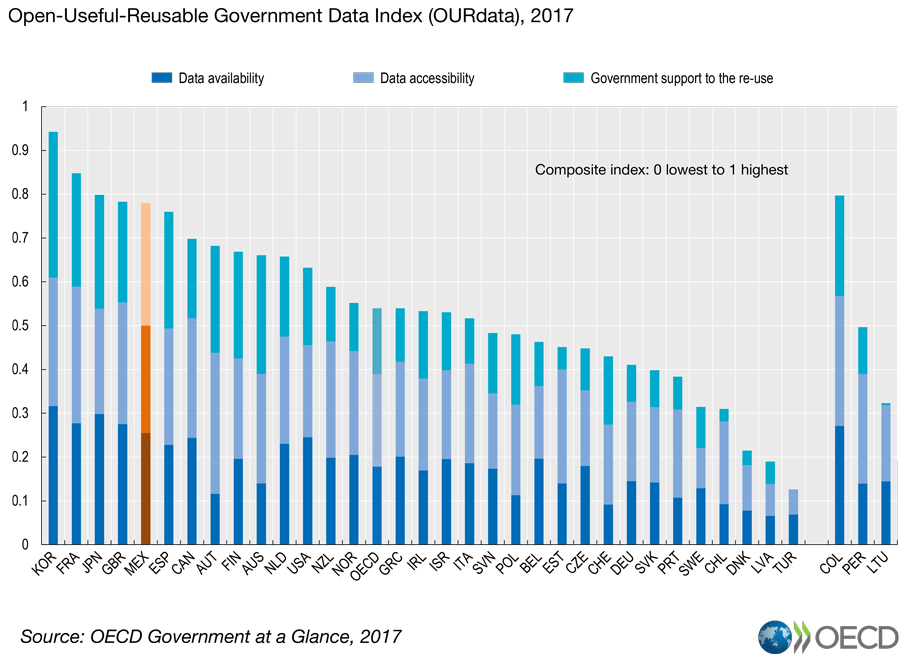 Open-Useful-Reusable Government Data Index (OURdata), 2017
Data availability
Data accessibility
Government support to the re-use
Composite index: 0 lowest to 1 highest
1
0.9
0.8
0.7
0.6
0.5
0.4
0.3
0.2
0.1
0
KOR
FRA
JPN
GBR
MEX
ESP
CAN
AUT
FIN
AUS
NLD
USA
NZL
NOR
OECD
GRC
IRL
ISR
ITA
SVN
POL
BEL
EST
CZE
CHE
DEU
SVK
PRT
SWE
CHL
DNK
LVA
TUR
COL
PER
LTU
Source: OECD Government at a Glance, 2017
OECD